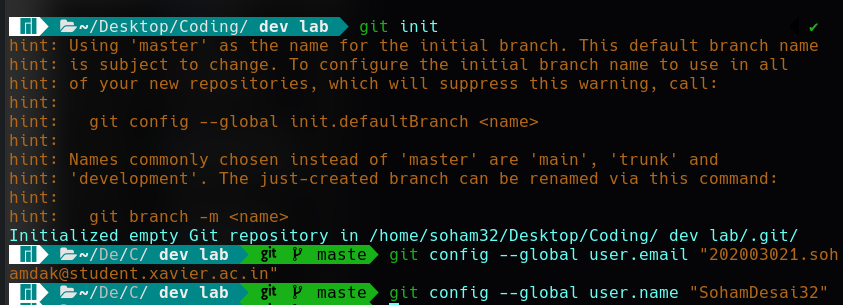 ~/Desktop/Coding/ dev lab git init ✔
hint: Using 'master' as the name for the initial branch. This default branch name
hint: is subject to change. To configure the initial branch name to use in all
hint: of your new repositories, which will suppress this warning, call:
hint:
hint:   git config --global init.defaultBranch <name>
hint:
hint: Names commonly chosen instead of 'master' are 'main', 'trunk' and
hint: 'development'. The just-created branch can be renamed via this command:
hint:
hint:   git branch -m <name>
Initialized empty Git repository in /home/soham32/Desktop/Coding/ dev lab/.git/
~/De/C/ dev lab git maste git config --global user.email "202003021.soh
amdak@student.xavier.ac.in"
~/De/C/ dev lab git maste git config --global user.name "SohamDesai32"